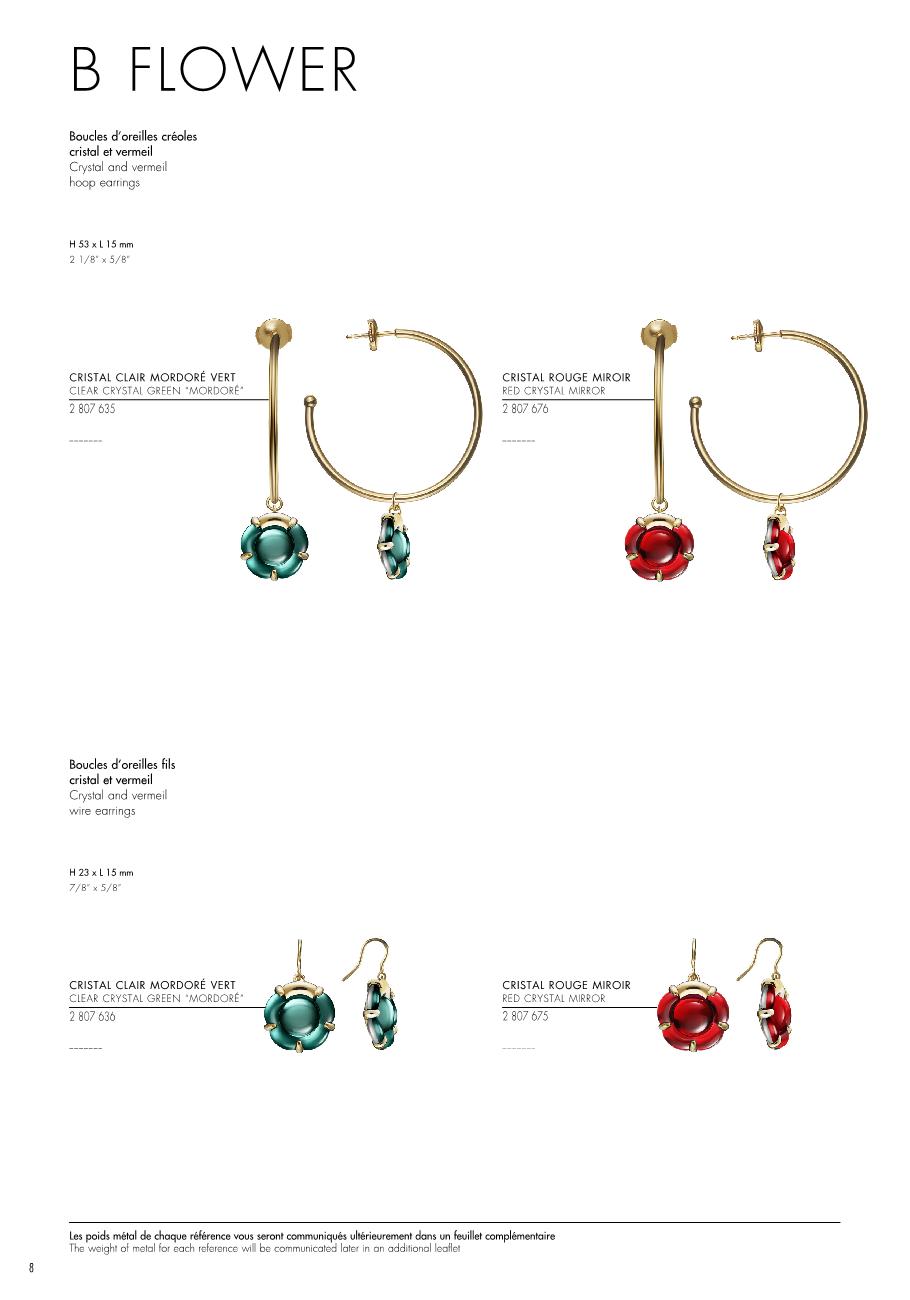 B FLOWER
Boucles d’oreilles créoles
cristal et vermeil
Crystal and vermeil
hoop earrings
H 53 x L 15 mm
2 1/8” x 5/8”
CRISTAL CLAIR MORDORÉ VERT
CLEAR CRYSTAL GREEN “MORDORÉ”
2 807 635
_______
CRISTAL ROUGE MIROIR
RED CRYSTAL MIRROR
2 807 676
_______
Boucles d’oreilles fils
cristal et vermeil
Crystal and vermeil
wire earrings
H 23 x L 15 mm
7/8” x 5/8”
CRISTAL CLAIR MORDORÉ VERT
CLEAR CRYSTAL GREEN “MORDORÉ”
2 807 636
_______
CRISTAL ROUGE MIROIR
RED CRYSTAL MIRROR
2 807 675
_______
Les poids métal de chaque référence vous seront communiqués ultérieurement dans un feuillet complémentaire
The weight of metal for each reference will be communicated later in an additional leaflet
8